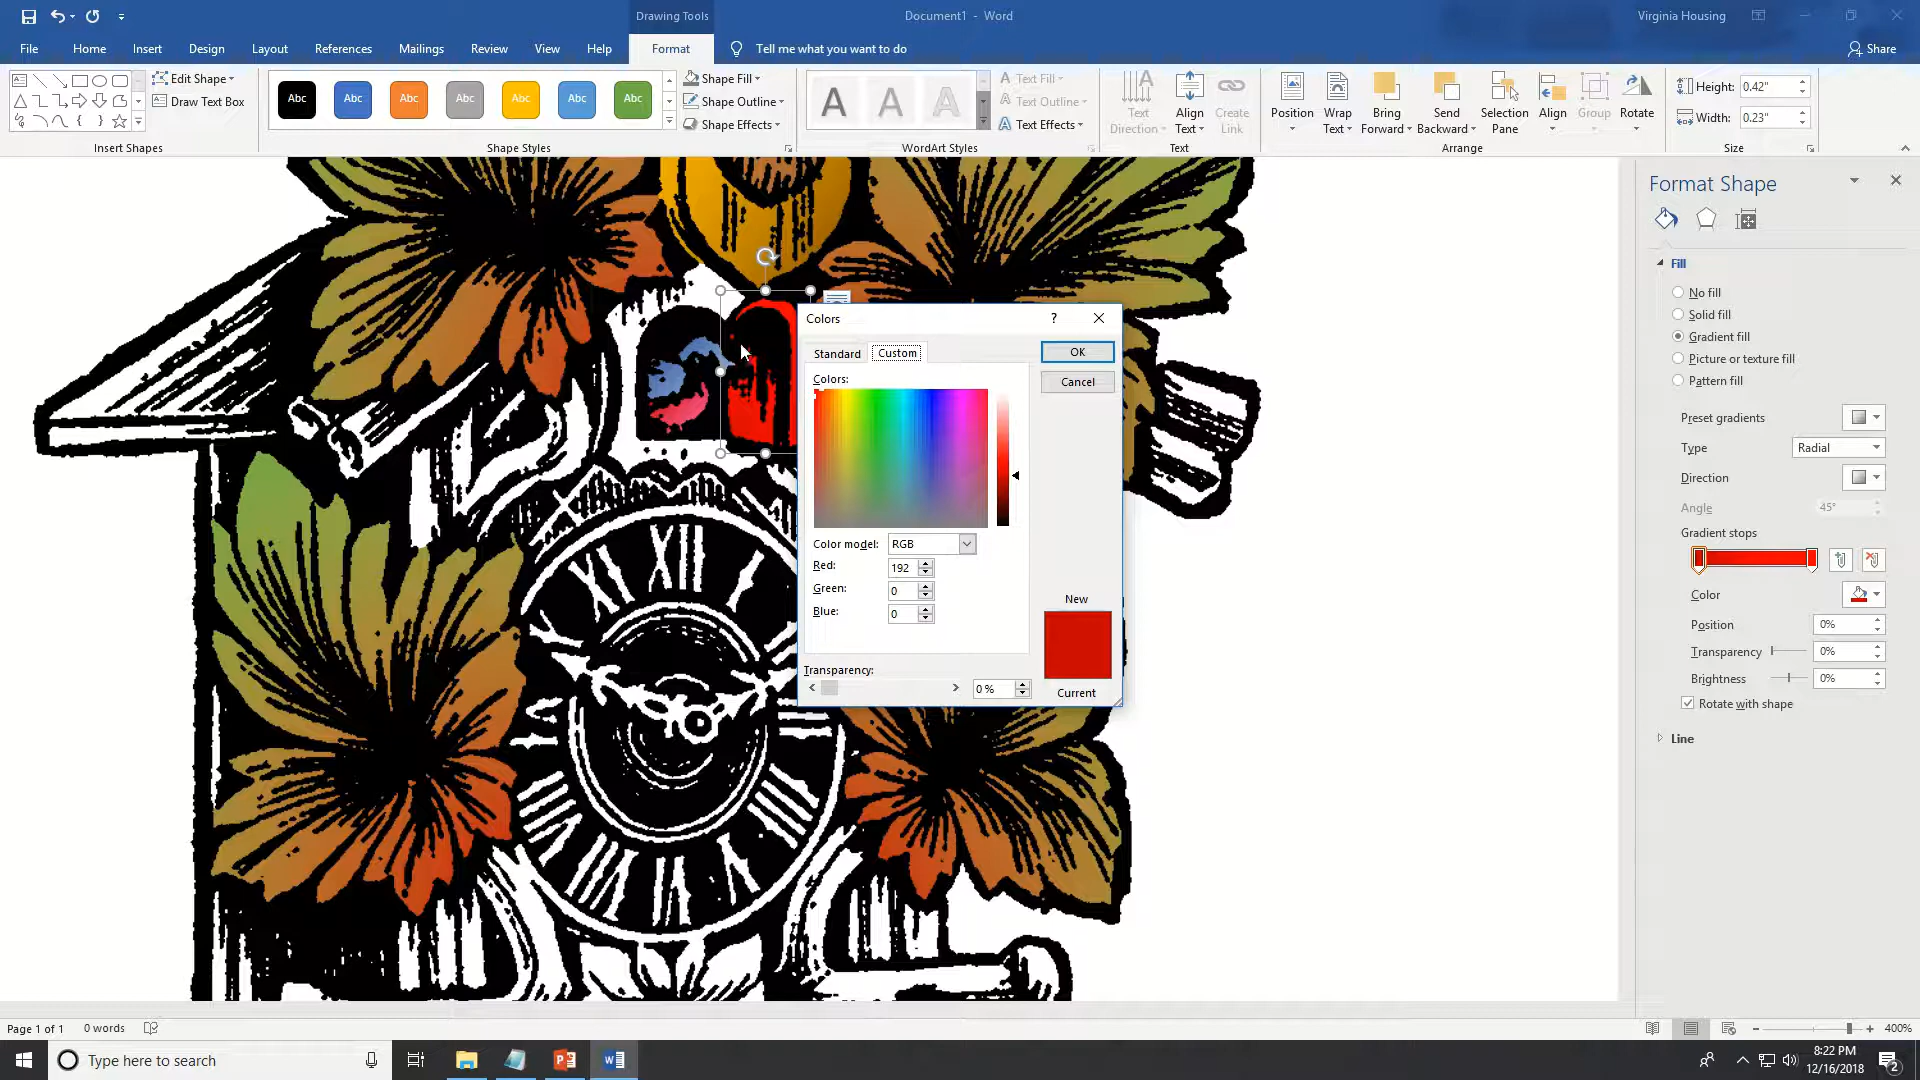 Drawing Tools
Document1 - Word
Virginia Housing
File Home Insert Design Layout References Mailings Review View Help Format Tell me what you want to do Share
Edit Shape
Draw Text Box
Insert Shapes
Abc Abc Abc Abc Abc Abc Abc
Shape Fill
Shape Outline
Shape Effects
Shape Styles
A A A
Text Fill
Text Outline
Text Effects
WordArt Styles
Text Direction
Align Text
Create Link
Text
Position
Wrap Text
Bring Forward
Send Backward
Selection Pane
Align
Group
Rotate
Arrange
Height: 0.42"
Width: 0.23"
Size
Format Shape
Fill
No fill
Solid fill
Gradient fill
Picture or texture fill
Pattern fill
Preset gradients
Type Radial
Direction
Angle 45°
Gradient stops
Color
Position 0%
Transparency 0%
Brightness 0%
Rotate with shape
Line
Colors ?
Standard Custom
OK
Cancel
Colors:
Color model: RGB
Red: 192
Green: 0
Blue: 0
New
Current
Transparency:
0 %
Page 1 of 1 0 words
400%
Type here to search
8:22 PM
12/16/2018
2